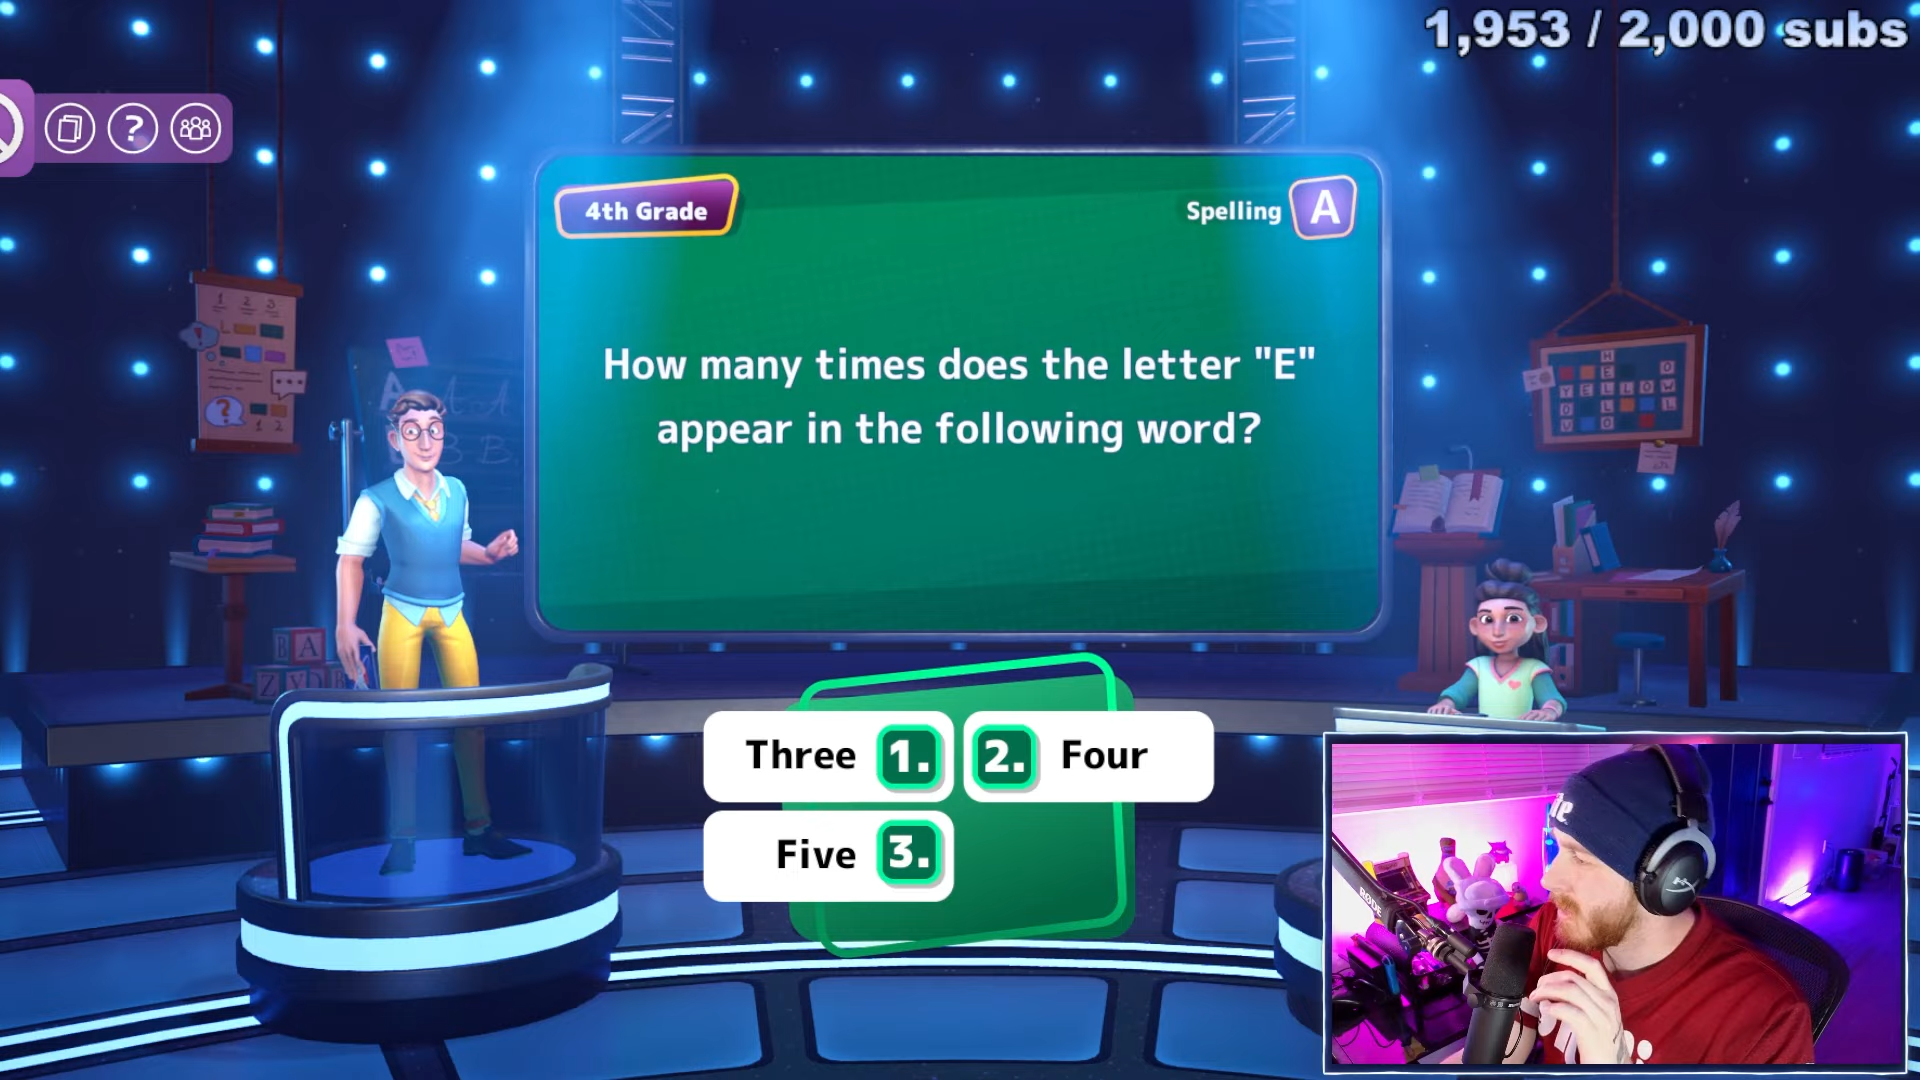 1,953 / 2,000 subs
?
4th Grade
Spelling A
How many times does the letter "E"
appear in the following word?
Three 1. 2. Four
Five 3.
RØDE